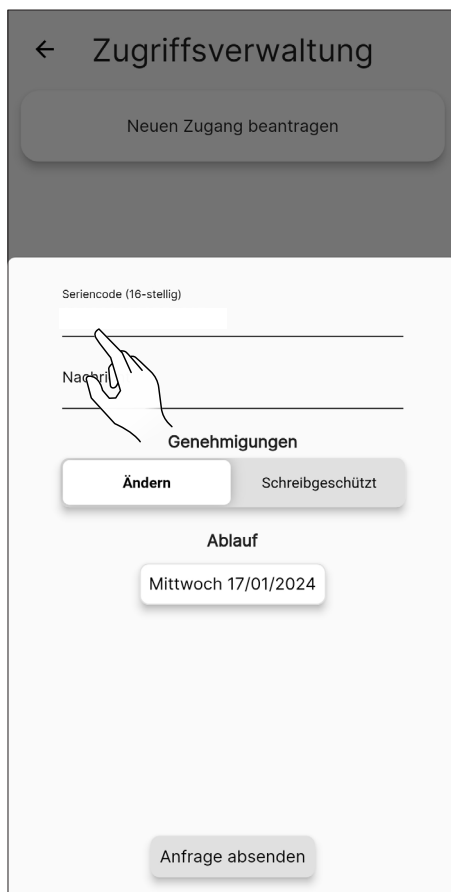 Zugriffsverwaltung
Neuen Zugang beantragen
Seriencode (16-stellig)
Genehmigungen
Ändern Schreibgeschützt
Ablauf
Mittwoch 17/01/2024
Anfrage absenden